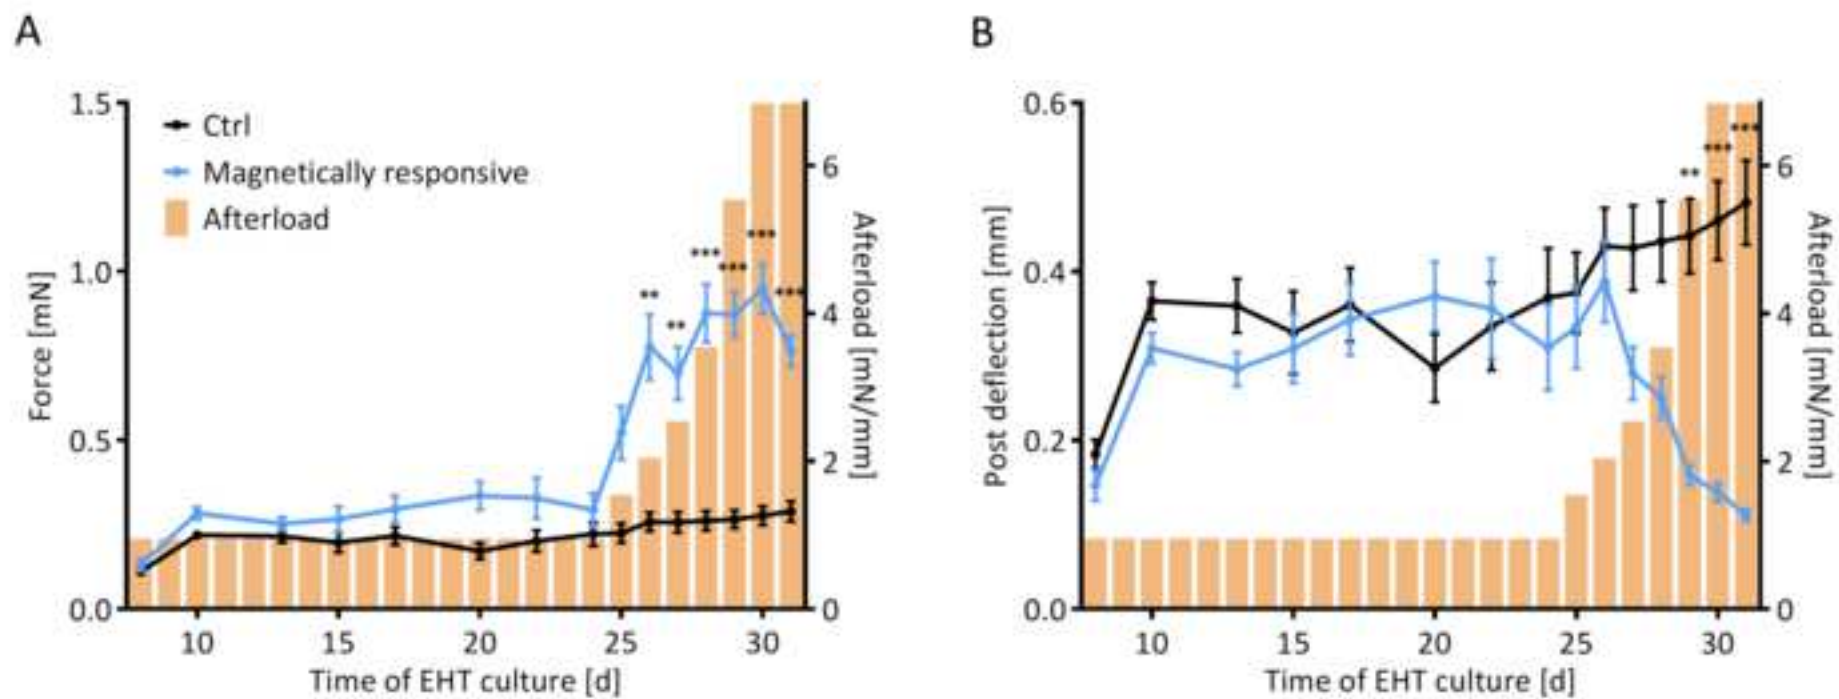 A
Force [mN]
1.5
1.0
0.5
0.0
Ctrl
Magnetically responsive
Afterload
**
**
***
***
***
***
6
4
2
0
Afterload [mN/mm]
10 15 20 25 30
Time of EHT culture [d]
B
Post deflection [mm]
0.6
0.4
0.2
0.0
**
***
***
6
4
2
0
Afterload [mN/mm]
10 15 20 25 30
Time of EHT culture [d]